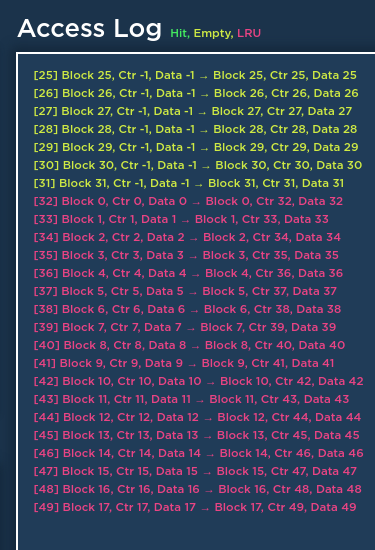 Access Log Hit, Empty, LRU
[25] Block 25, Ctr -1, Data -1 → Block 25, Ctr 25, Data 25
[26] Block 26, Ctr -1, Data -1 → Block 26, Ctr 26, Data 26
[27] Block 27, Ctr -1, Data -1 → Block 27, Ctr 27, Data 27
[28] Block 28, Ctr -1, Data -1 → Block 28, Ctr 28, Data 28
[29] Block 29, Ctr -1, Data -1 → Block 29, Ctr 29, Data 29
[30] Block 30, Ctr -1, Data -1 → Block 30, Ctr 30, Data 30
[31] Block 31, Ctr -1, Data -1 → Block 31, Ctr 31, Data 31
[32] Block 0, Ctr 0, Data 0 → Block 0, Ctr 32, Data 32
[33] Block 1, Ctr 1, Data 1 → Block 1, Ctr 33, Data 33
[34] Block 2, Ctr 2, Data 2 → Block 2, Ctr 34, Data 34
[35] Block 3, Ctr 3, Data 3 → Block 3, Ctr 35, Data 35
[36] Block 4, Ctr 4, Data 4 → Block 4, Ctr 36, Data 36
[37] Block 5, Ctr 5, Data 5 → Block 5, Ctr 37, Data 37
[38] Block 6, Ctr 6, Data 6 → Block 6, Ctr 38, Data 38
[39] Block 7, Ctr 7, Data 7 → Block 7, Ctr 39, Data 39
[40] Block 8, Ctr 8, Data 8 → Block 8, Ctr 40, Data 40
[41] Block 9, Ctr 9, Data 9 → Block 9, Ctr 41, Data 41
[42] Block 10, Ctr 10, Data 10 → Block 10, Ctr 42, Data 42
[43] Block 11, Ctr 11, Data 11 → Block 11, Ctr 43, Data 43
[44] Block 12, Ctr 12, Data 12 → Block 12, Ctr 44, Data 44
[45] Block 13, Ctr 13, Data 13 → Block 13, Ctr 45, Data 45
[46] Block 14, Ctr 14, Data 14 → Block 14, Ctr 46, Data 46
[47] Block 15, Ctr 15, Data 15 → Block 15, Ctr 47, Data 47
[48] Block 16, Ctr 16, Data 16 → Block 16, Ctr 48, Data 48
[49] Block 17, Ctr 17, Data 17 → Block 17, Ctr 49, Data 49